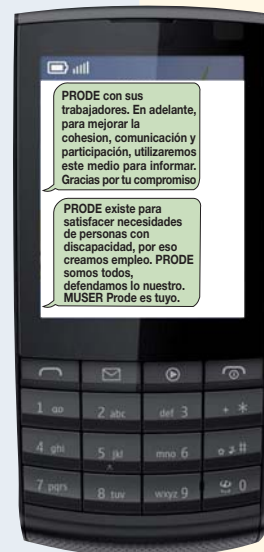 PRODE con sus
trabajadores. En adelante,
para mejorar la
cohesion, comunicación y
participación, utilizaremos
este medio para informar.
Gracias por tu compromiso
PRODE existe para
satisfacer necesidades
de personas con
discapacidad, por eso
creamos empleo. PRODE
somos todos,
defendamos lo nuestro.
MUSER Prode es tuyo.
1 2 abc def 3 + *
4 ghi 5 jkl mno 6 #
7 pqrs 8 tuv wxyz 9 0